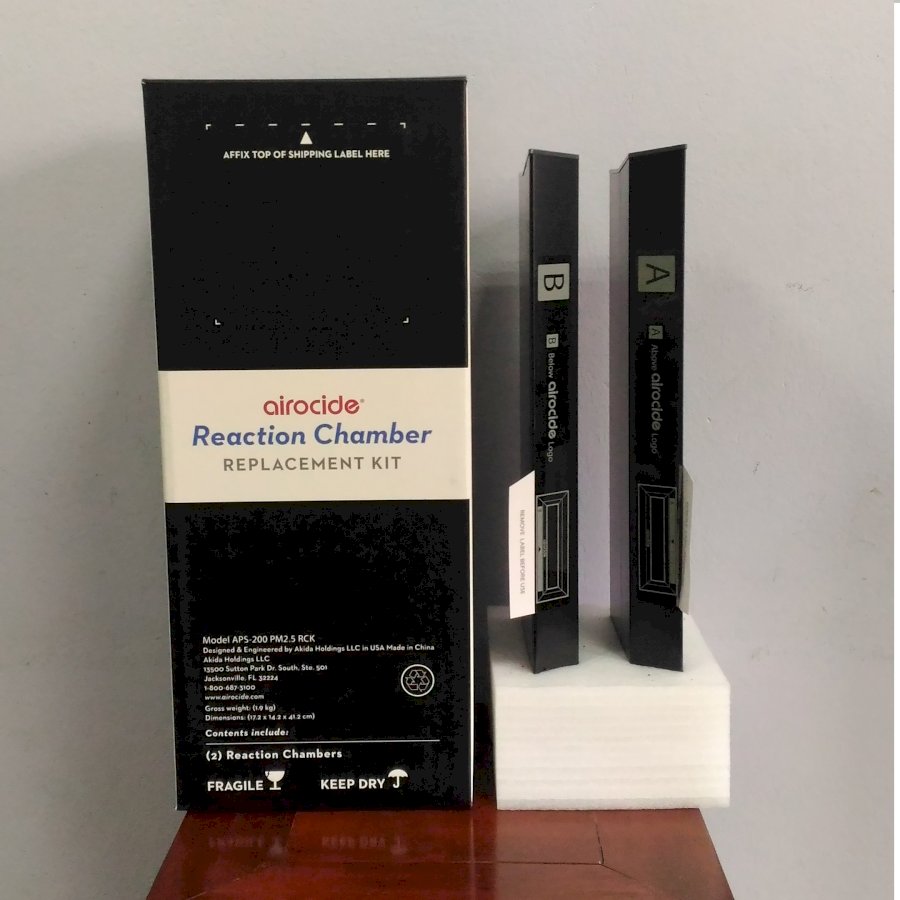 AFFIX TOP OF SHIPPING LABEL HERE
airocide®
Reaction Chamber
REPLACEMENT KIT
Model APS-200 PM2.5 RCK
Designed & Engineered by Akida Holdings LLC in USA Made in China
Akida Holdings LLC
13500 Sutton Park Dr. South, Ste. 501
Jacksonville, FL 32224
1-800-687-3100
www.airocide.com
Gross weight: (1.9 kg)
Dimensions: (17.2 x 14.2 x 41.2 cm)
Contents include:
(2) Reaction Chambers
FRAGILE
KEEP DRY
B
B Below airocide Logo
REMOVE LABEL BEFORE USE
A
A Above airocide Logo